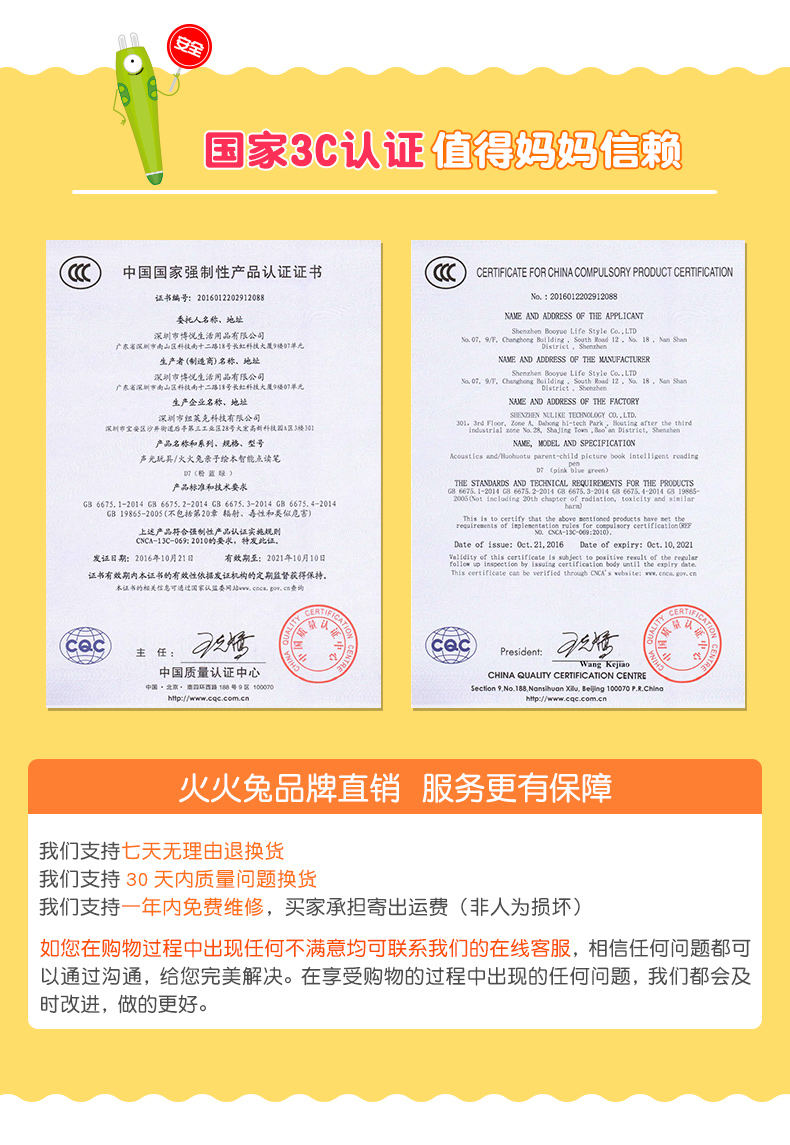 安全
国家3C认证 值得妈妈信赖
中国国家强制性产品认证证书
证书编号: 2016012202912088
委托人名称、地址
深圳市博悦生活用品有限公司
广东省深圳市南山区科技南十二路18号长虹科技大厦9楼07单元
生产者(制造商)名称、地址
深圳市博悦生活用品有限公司
广东省深圳市南山区科技南十二路18号长虹科技大厦9楼07单元
生产企业名称、地址
深圳市纽莱克科技有限公司
深圳市宝安区沙井街道后亭第三工业区28号大宏高新科技园A区3楼301
产品名称和系列、规格、型号
声光玩具/火火兔亲子绘本智能点读笔
D7(粉 蓝 绿 )
产品标准和技术要求
GB 6675.1-2014 GB 6675.2-2014 GB 6675.3-2014 GB 6675.4-2014
GB 19865-2005(不包括第20章 辐射、毒性和类似危害)
上述产品符合强制性产品认证实施规则
CNCA-13C-069:2010的要求，特发此证。
发证日期: 2016年10月21日 有效期至: 2021年10月10日
证书有效期内本证书的有效性依据发证机构的定期监督获得保持。
本证书的相关信息可通过国家认监委网站www.cnca.gov.cn查询
CQC
主 任:
中国质量认证中心
CHINA QUALITY CERTIFICATION CENTRE
中国质量认证中心
中国·北京·南四环西路 188 号 9 区 100070
http://www.cqc.com.cn
CERTIFICATE FOR CHINA COMPULSORY PRODUCT CERTIFICATION
No. : 2016012202912088
NAME AND ADDRESS OF THE APPLICANT
Shenzhen Booyue Life Style Co.,LTD
No.07, 9/F, Changhong Building , South Road 12 , No. 18 , Nan Shan
District , Shenzhen
NAME AND ADDRESS OF THE MANUFACTURER
Shenzhen Booyue Life Style Co.,LTD
No.07, 9/F, Changhong Building , South Road 12 , No. 18 , Nan Shan
District , Shenzhen
NAME AND ADDRESS OF THE FACTORY
SHENZHEN NULIKE TECHNOLOGY CO.,LTD.
301, 3rd Floor, Zone A, Dahong hi-tech Park , Houting after the third
industrial zone No.28, Shajing Town ,Bao'an District, Shenzhen
NAME, MODEL AND SPECIFICATION
Acoustics and/Huohuotu parent-child picture book intelligent reading
pen
D7 (pink blue green)
THE STANDARDS AND TECHNICAL REQUIREMENTS FOR THE PRODUCTS
GB 6675.1-2014 GB 6675.2-2014 GB 6675.3-2014 GB 6675.4-2014 GB 19865-
2005(Not including 20th chapter of radiation, toxicity and similar
harm)
This is to certify that the above mentioned products have met the
requirements of implementation rules for compulsory certification(REF
NO. CNCA-13C-069:2010).
Date of issue: Oct.21,2016 Date of expiry: Oct.10,2021
Validity of this certificate is subject to positive result of the regular
follow up inspection by issuing certification body until the expiry date.
This certificate can be verified through CNCA's website: www.cnca.gov.cn
CQC
President:
Wang Kejiao
CHINA QUALITY CERTIFICATION CENTRE
中国质量认证中心
CHINA QUALITY CERTIFICATION CENTRE
Section 9,No.188,Nansihuan Xilu, Beijing 100070 P.R.China
http://www.cqc.com.cn
火火兔品牌直销 服务更有保障
我们支持七天无理由退换货
我们支持 30 天内质量问题换货
我们支持一年内免费维修，买家承担寄出运费（非人为损坏）
如您在购物过程中出现任何不满意均可联系我们的在线客服，相信任何问题都可
以通过沟通，给您完美解决。在享受购物的过程中出现的任何问题，我们都会及
时改进，做的更好。